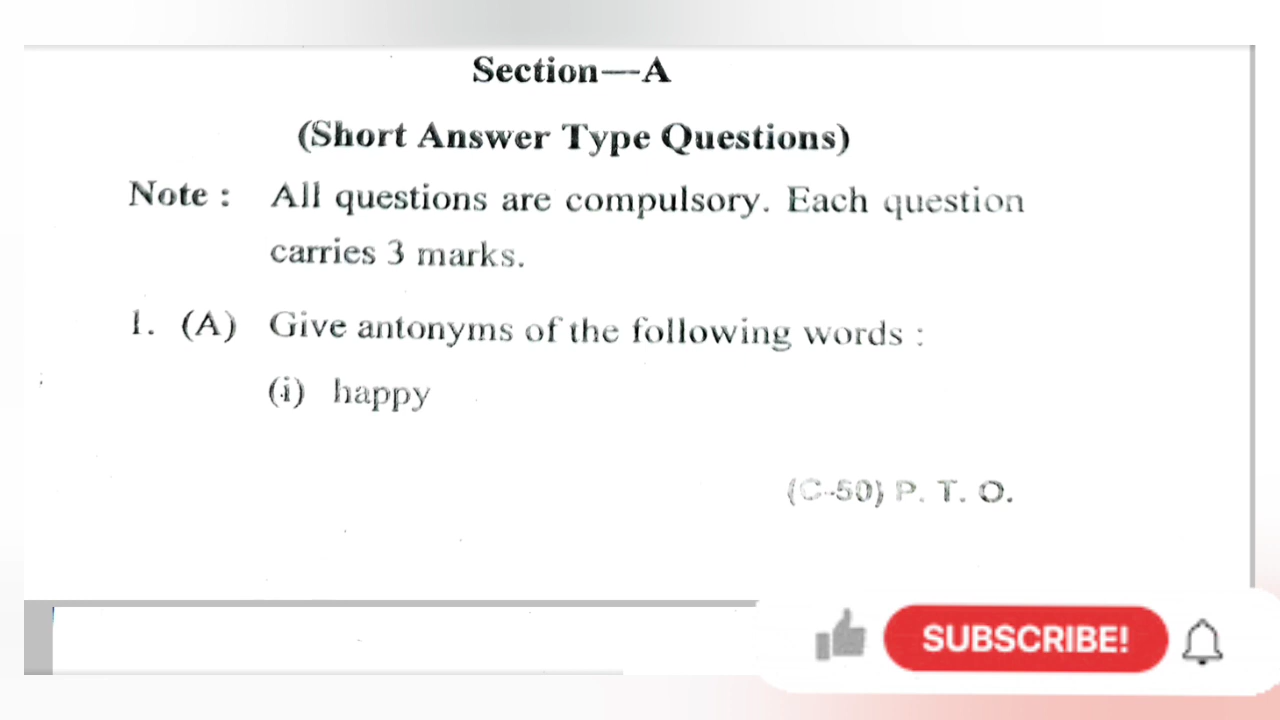 Section—A
(Short Answer Type Questions)
Note : All questions are compulsory. Each question
carries 3 marks.
1. (A) Give antonyms of the following words :
(i) happy
(C-50) P. T. O.
SUBSCRIBE!